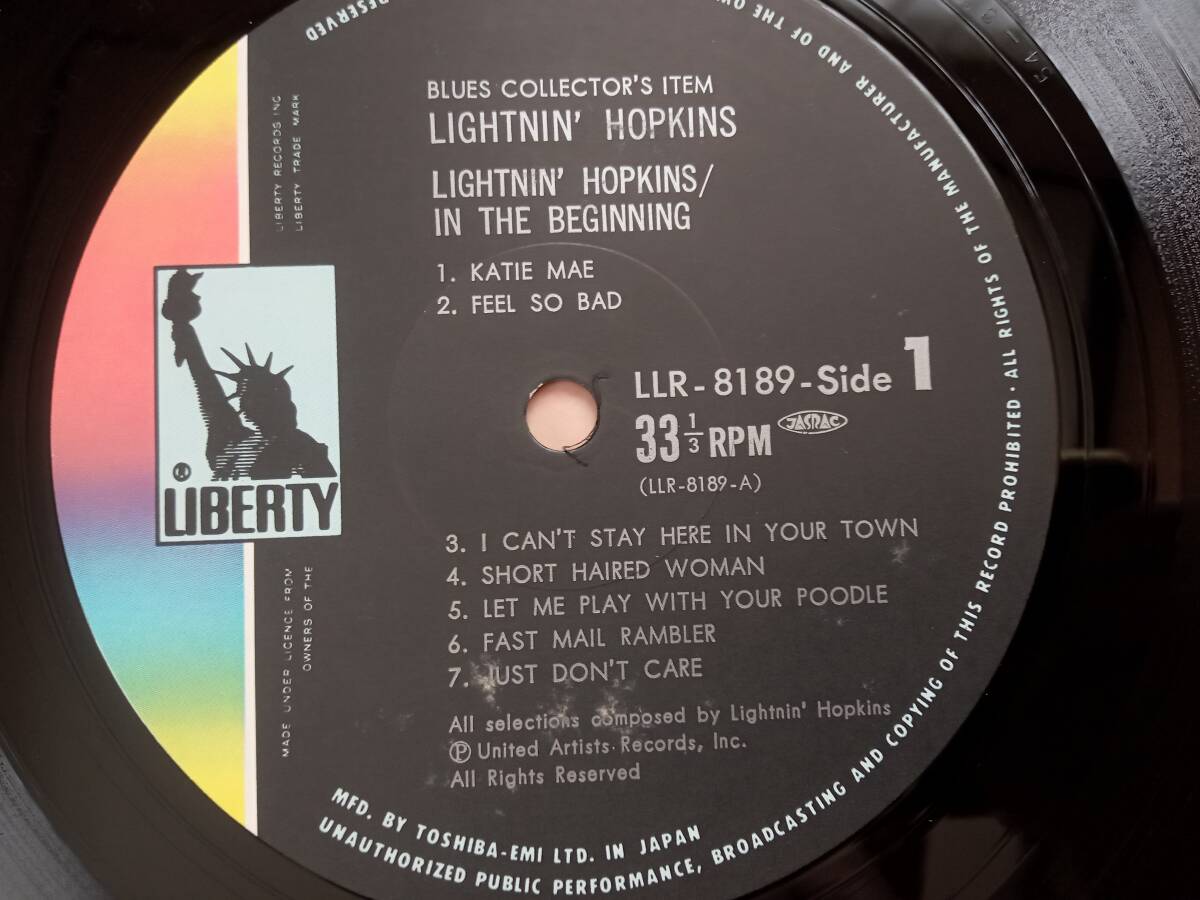 BLUES COLLECTOR'S ITEM
LIGHTNIN' HOPKINS
LIGHTNIN' HOPKINS/
IN THE BEGINNING
1. KATIE MAE
2. FEEL SO BAD
LLR-8189-Side 1
33 1/3 RPM
JASRAC
(LLR-8189-A)
3. I CAN'T STAY HERE IN YOUR TOWN
4. SHORT HAIRED WOMAN
5. LET ME PLAY WITH YOUR POODLE
6. FAST MAIL RAMBLER
7. JUST DON'T CARE
All selections composed by Lightnin' Hopkins
Ⓟ United Artists Records, Inc.
All Rights Reserved
LIBERTY RECORDS INC
LIBERTY TRADE MARK
®
LIBERTY
MADE UNDER LICENCE FROM
OWNERS OF THE
MFD. BY TOSHIBA-EMI LTD. IN JAPAN
UNAUTHORIZED PUBLIC PERFORMANCE, BROADCASTING AND COPYING OF THIS RECORD PROHIBITED · ALL RIGHTS OF THE MANUFACTURER AND OF THE RESERVED